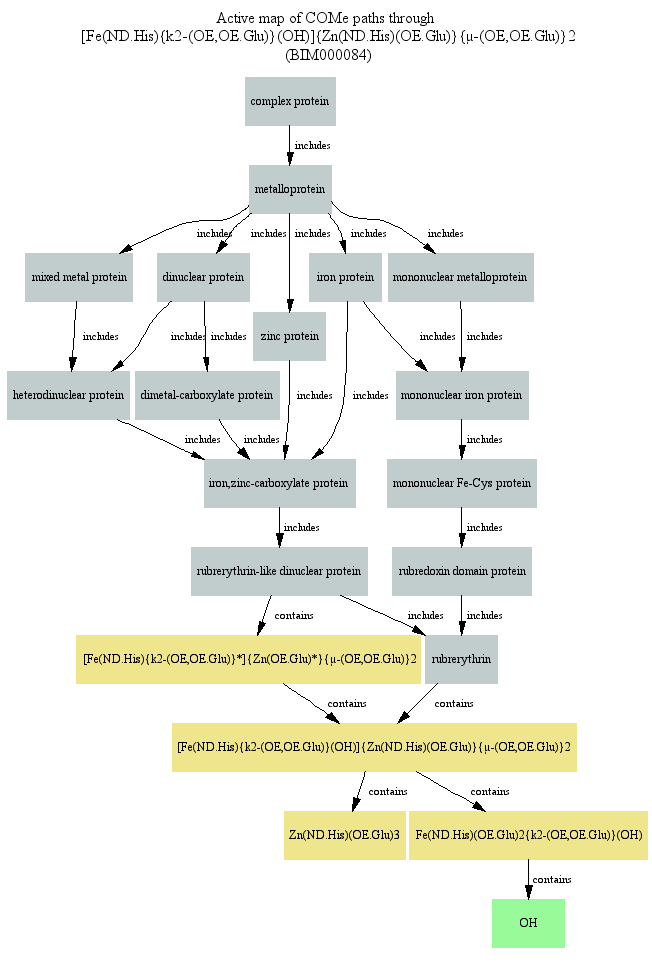 Active map of COMe paths through
[Fe(ND.His){k2-(OE,OE.Glu)}(OH)]{Zn(ND.His)(OE.Glu)}{µ-(OE,OE.Glu)}2
(BIM000084)
complex protein
includes
metalloprotein
includes
includes
includes
includes
includes
mixed metal protein
dinuclear protein
iron protein
mononuclear metalloprotein
zinc protein
includes
includes
includes
includes
includes
heterodinuclear protein
dimetal-carboxylate protein
includes
includes
mononuclear iron protein
includes
includes
includes
iron,zinc-carboxylate protein
mononuclear Fe-Cys protein
includes
includes
rubrerythrin-like dinuclear protein
rubredoxin domain protein
contains
includes
includes
[Fe(ND.His){k2-(OE,OE.Glu)}*]{Zn(OE.Glu)*}{µ-(OE,OE.Glu)}2
rubrerythrin
contains
contains
[Fe(ND.His){k2-(OE,OE.Glu)}(OH)]{Zn(ND.His)(OE.Glu)}{µ-(OE,OE.Glu)}2
contains
contains
Zn(ND.His)(OE.Glu)3
Fe(ND.His)(OE.Glu)2{k2-(OE,OE.Glu)}(OH)
contains
OH